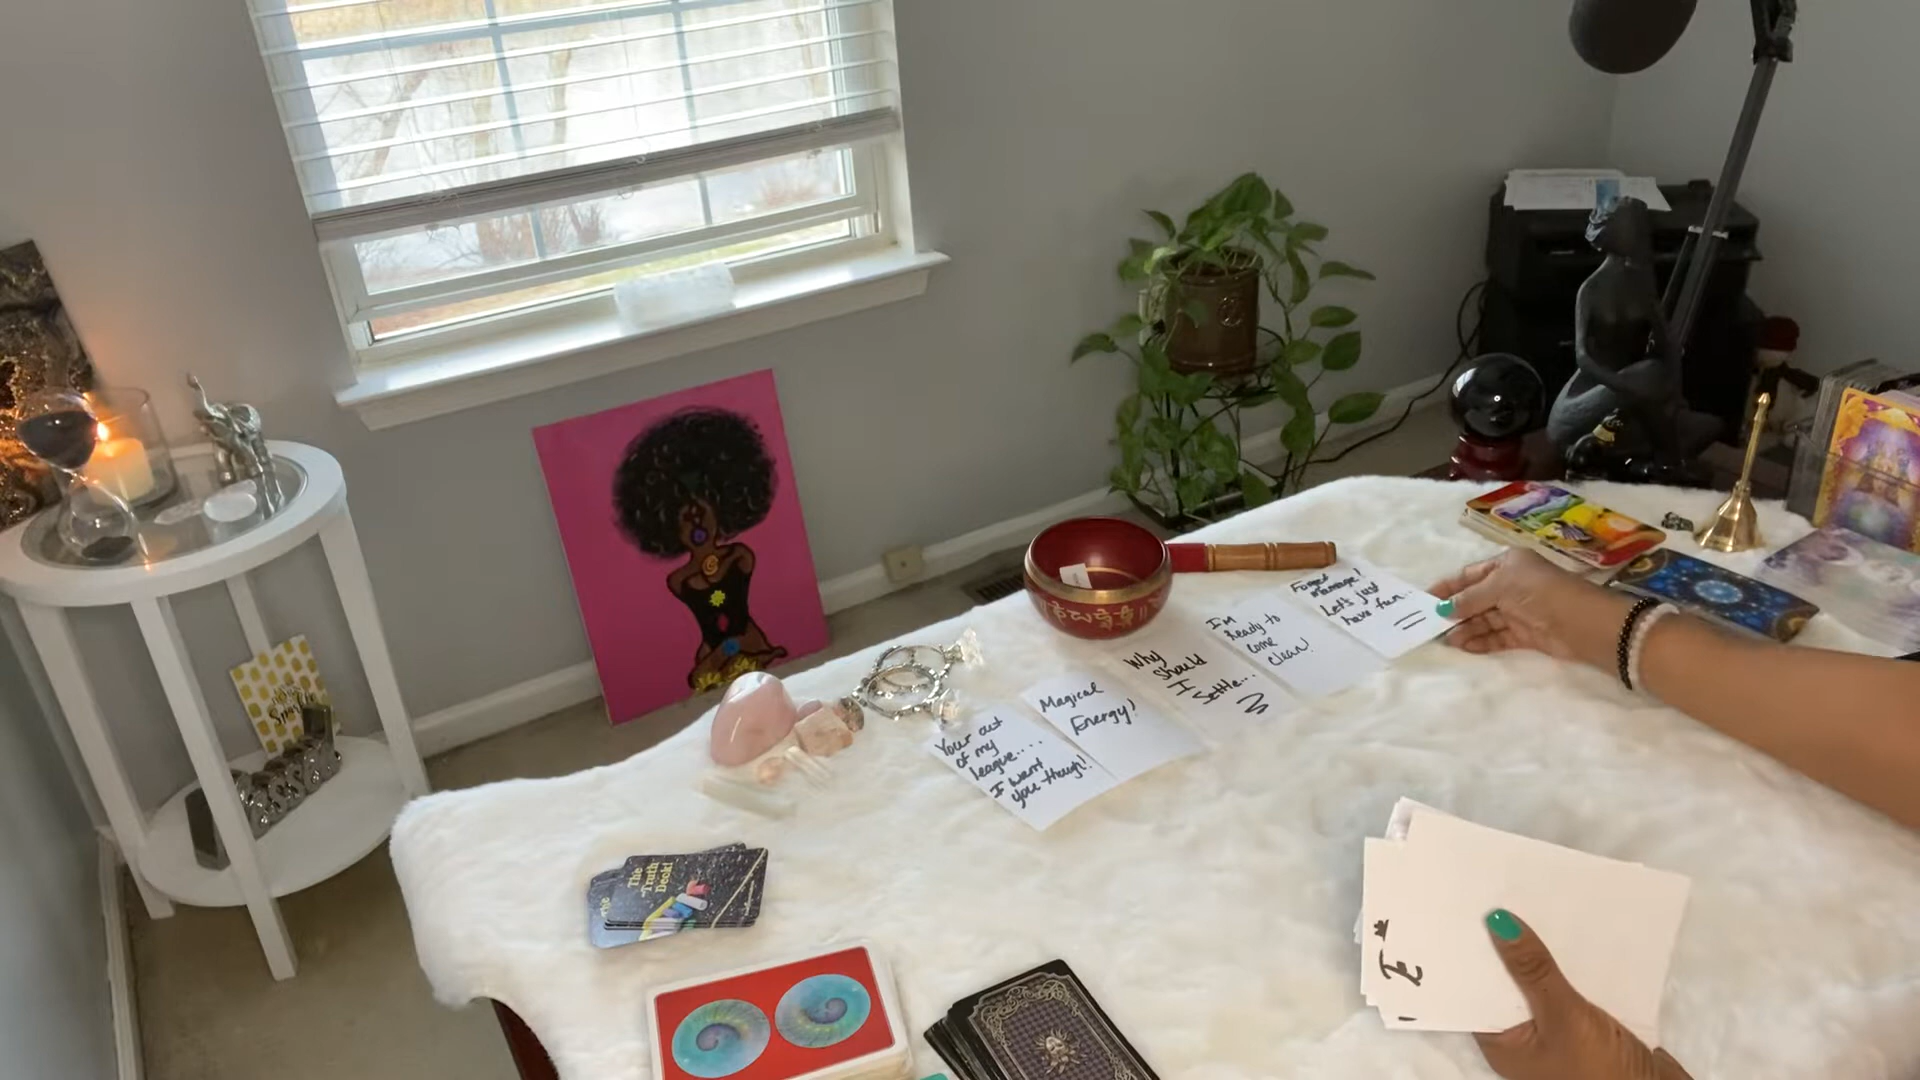 Your out
of my
league....
I want
you though!
Magical
Energy!
Why
should
I
Settle...
I'm
Ready to
come
clean!
Forget
marriage!
Let's just
have fun...
The
Truth
Deck!
the
E